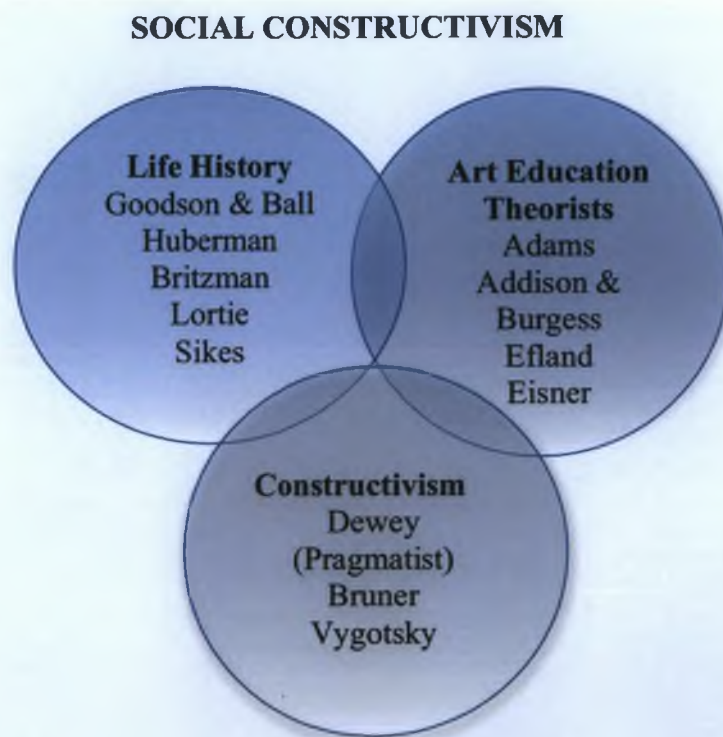 SOCIAL CONSTRUCTIVISM
Life History
Goodson & Ball
Huberman
Britzman
Lortie
Sikes
Art Education
Theorists
Adams
Addison &
Burgess
Efland
Eisner
Constructivism
Dewey
(Pragmatist)
Bruner
Vygotsky